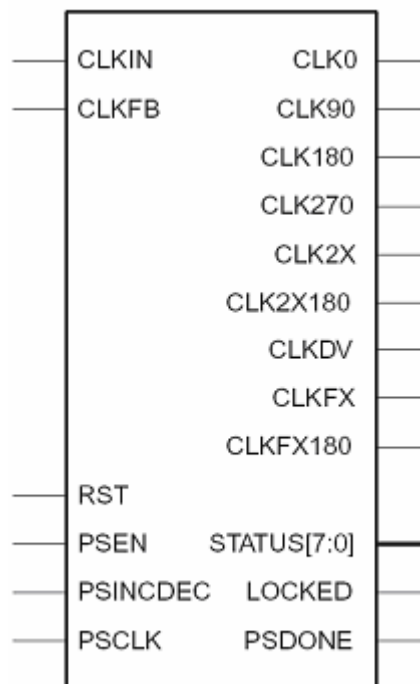 CLKIN CLK0
CLKFB CLK90
CLK180
CLK270
CLK2X
CLK2X180
CLKDV
CLKFX
CLKFX180
RST
PSEN STATUS[7:0]
PSINCDEC LOCKED
PSCLK PSDONE